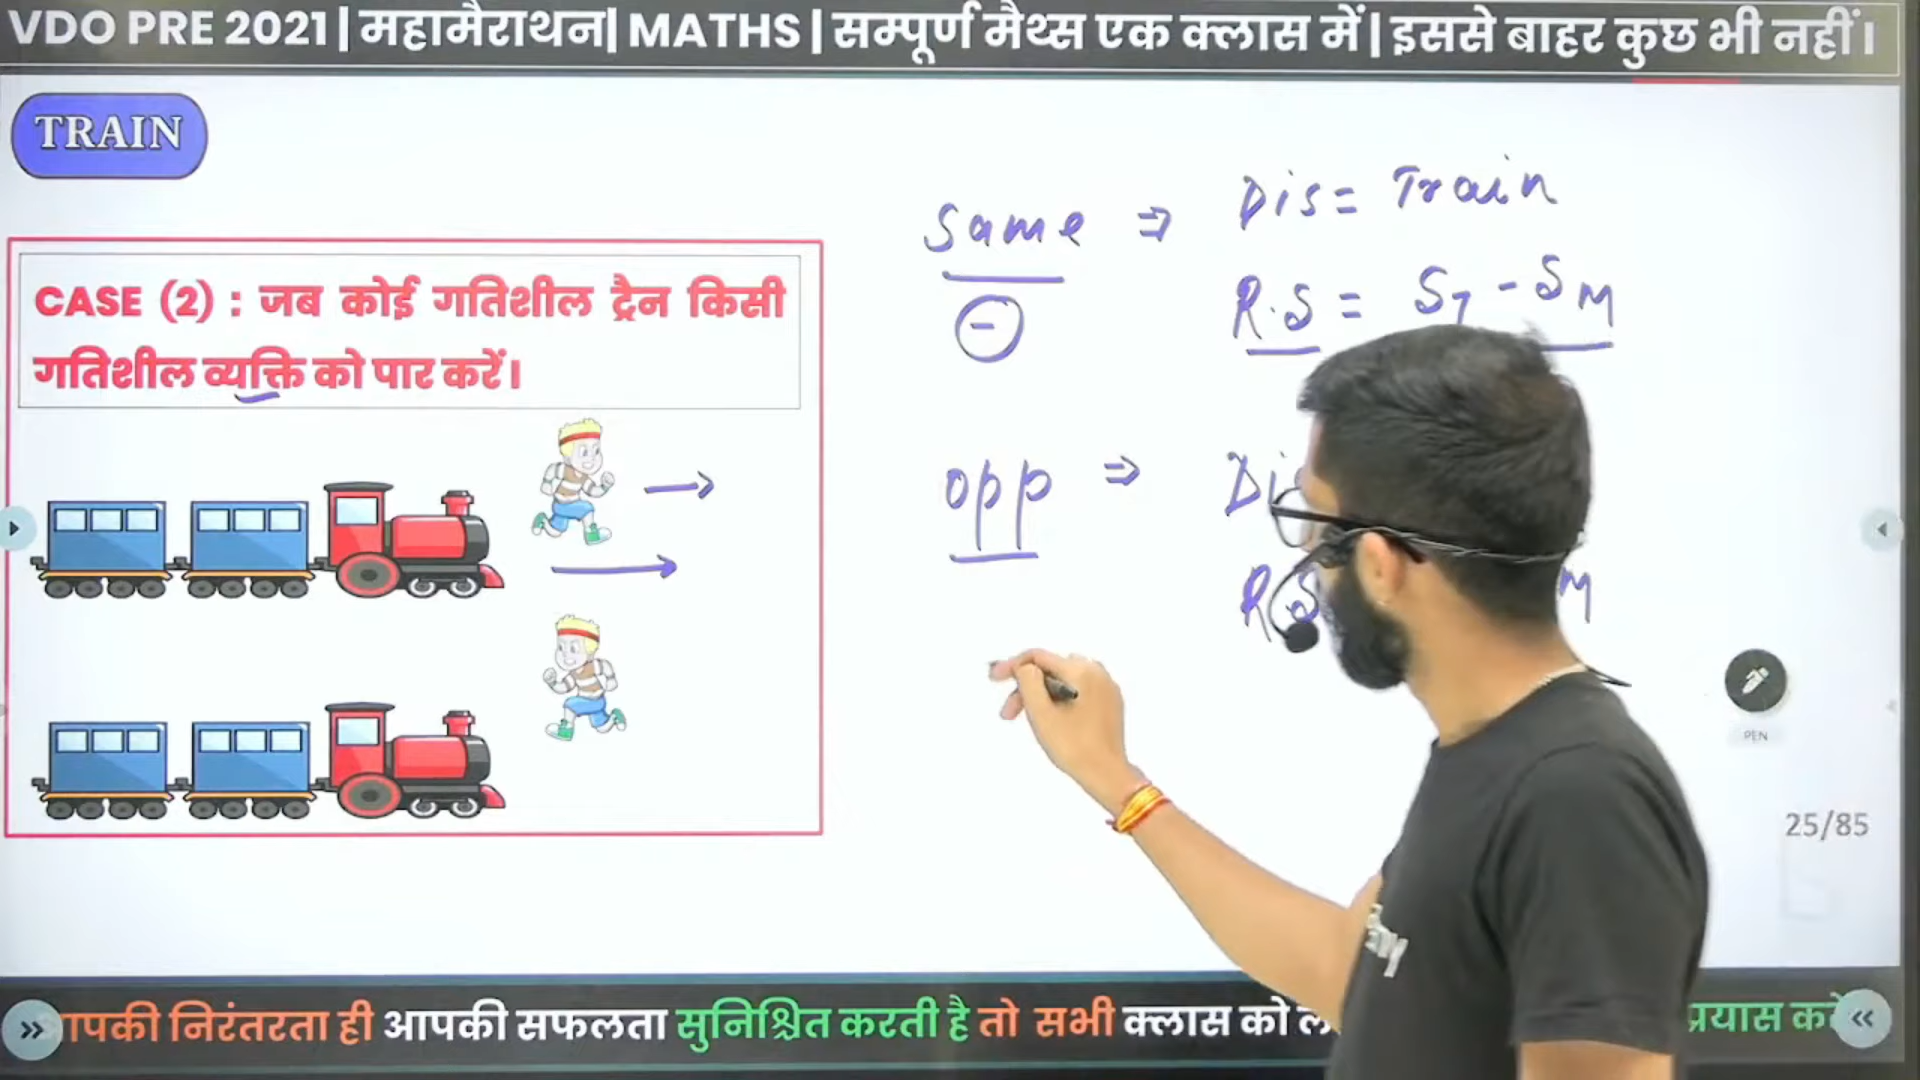 VDO PRE 2021 | महामैराथन| MATHS | सम्पूर्ण मैथ्स एक क्लास में | इससे बाहर कुछ भी नहीं।
TRAIN
CASE (2) : जब कोई गतिशील ट्रैन किसी
गतिशील व्यक्ति को पार करें।
Same ⇒ Dis = Train
(-) R.S = ST - SM
opp ⇒ Di
R.S M
PEN
25/85
आपकी निरंतरता ही आपकी सफलता सुनिश्चित करती है तो सभी क्लास को प्रयास करें